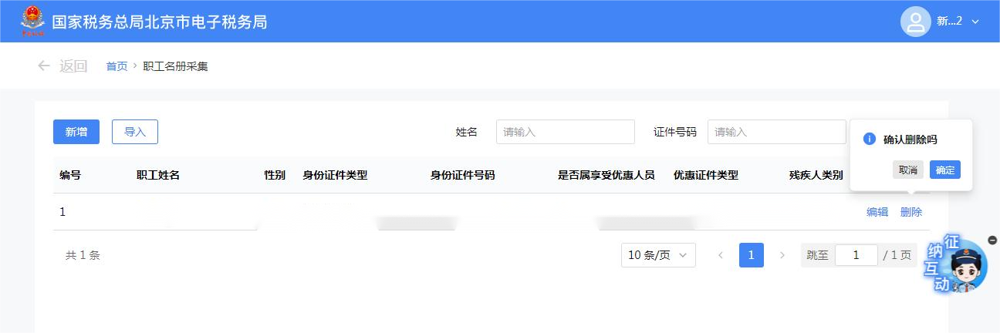 国家税务总局北京市电子税务局
新...2
返回 首页 > 职工名册采集
新增 导入 姓名 请输入 证件号码 请输入
确认删除吗
取消 确定
编号 职工姓名 性别 身份证件类型 身份证件号码 是否属享受优惠人员 优惠证件类型 残疾人类别
1 编辑 删除
共 1 条 10 条/页 < 1 > 跳至 1 / 1 页
征纳互动